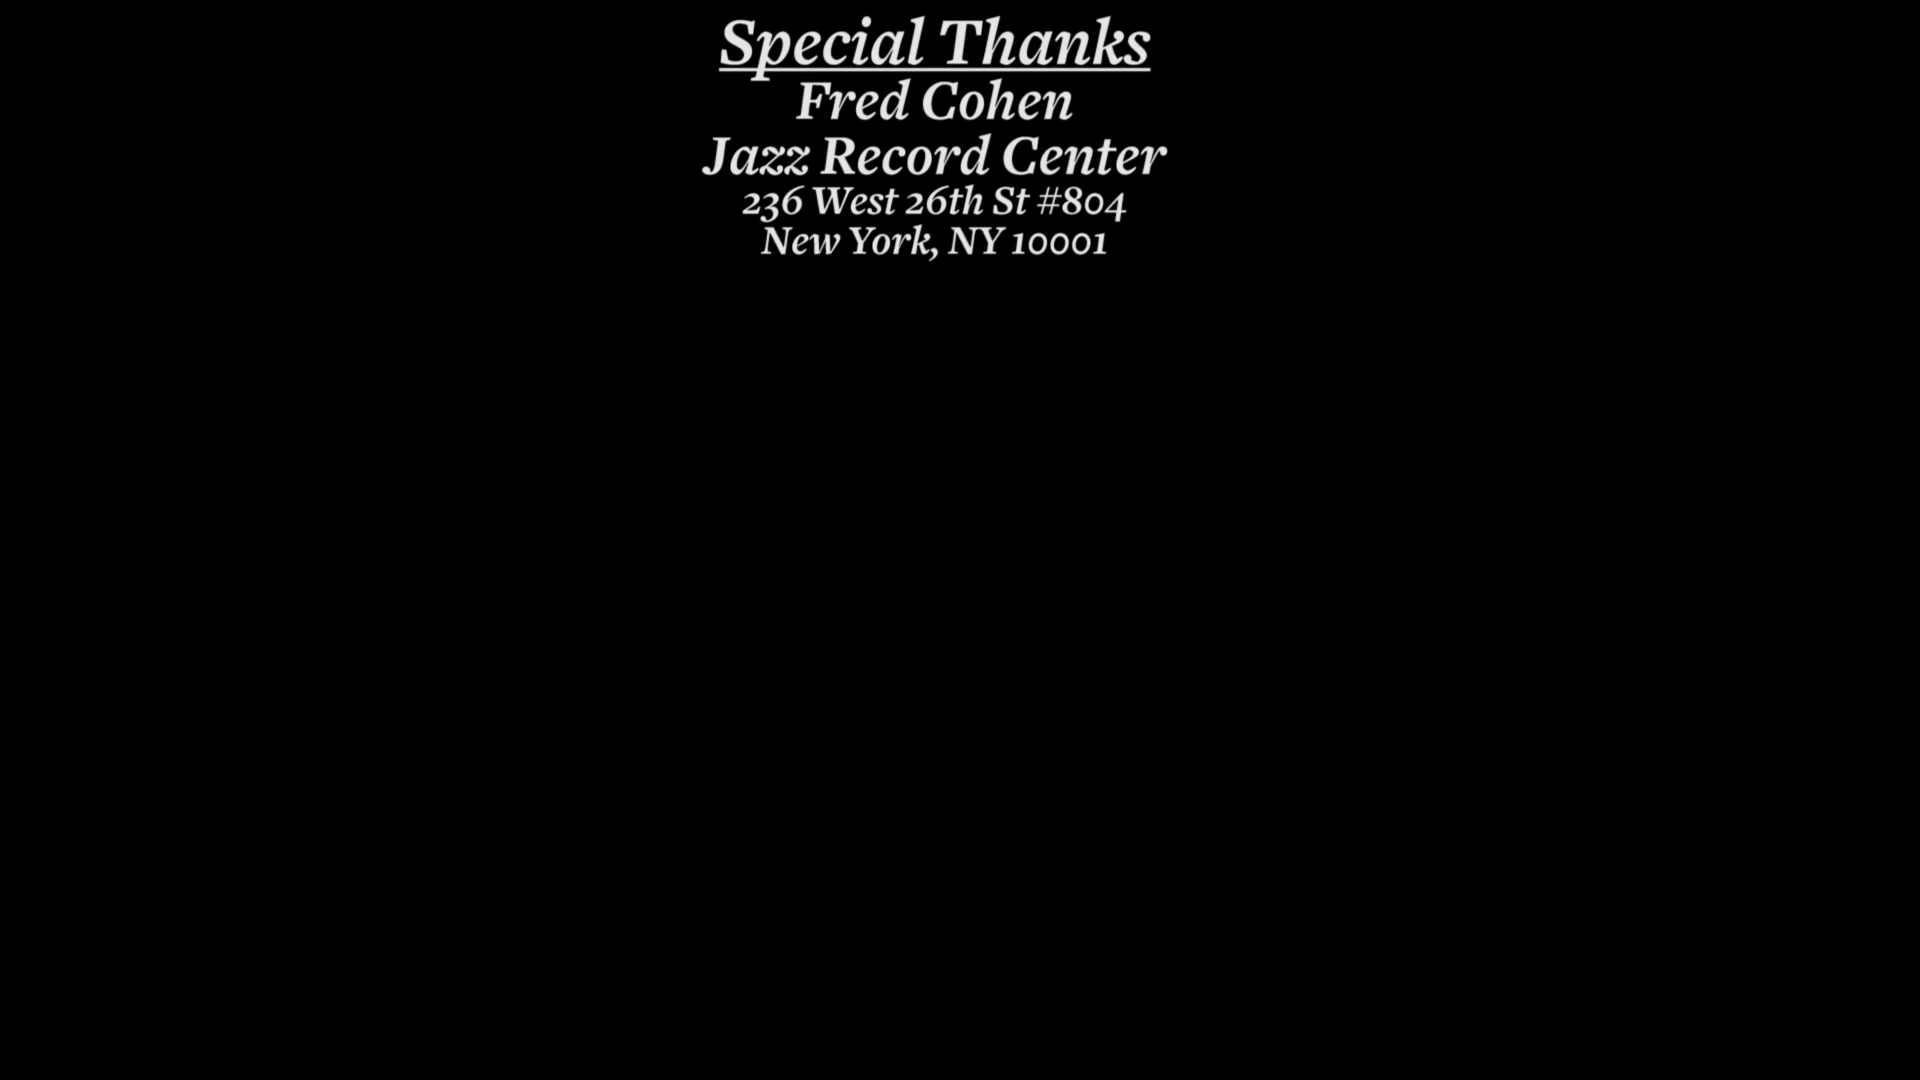 Special Thanks
Fred Cohen
Jazz Record Center
236 West 26th St #804
New York, NY 10001